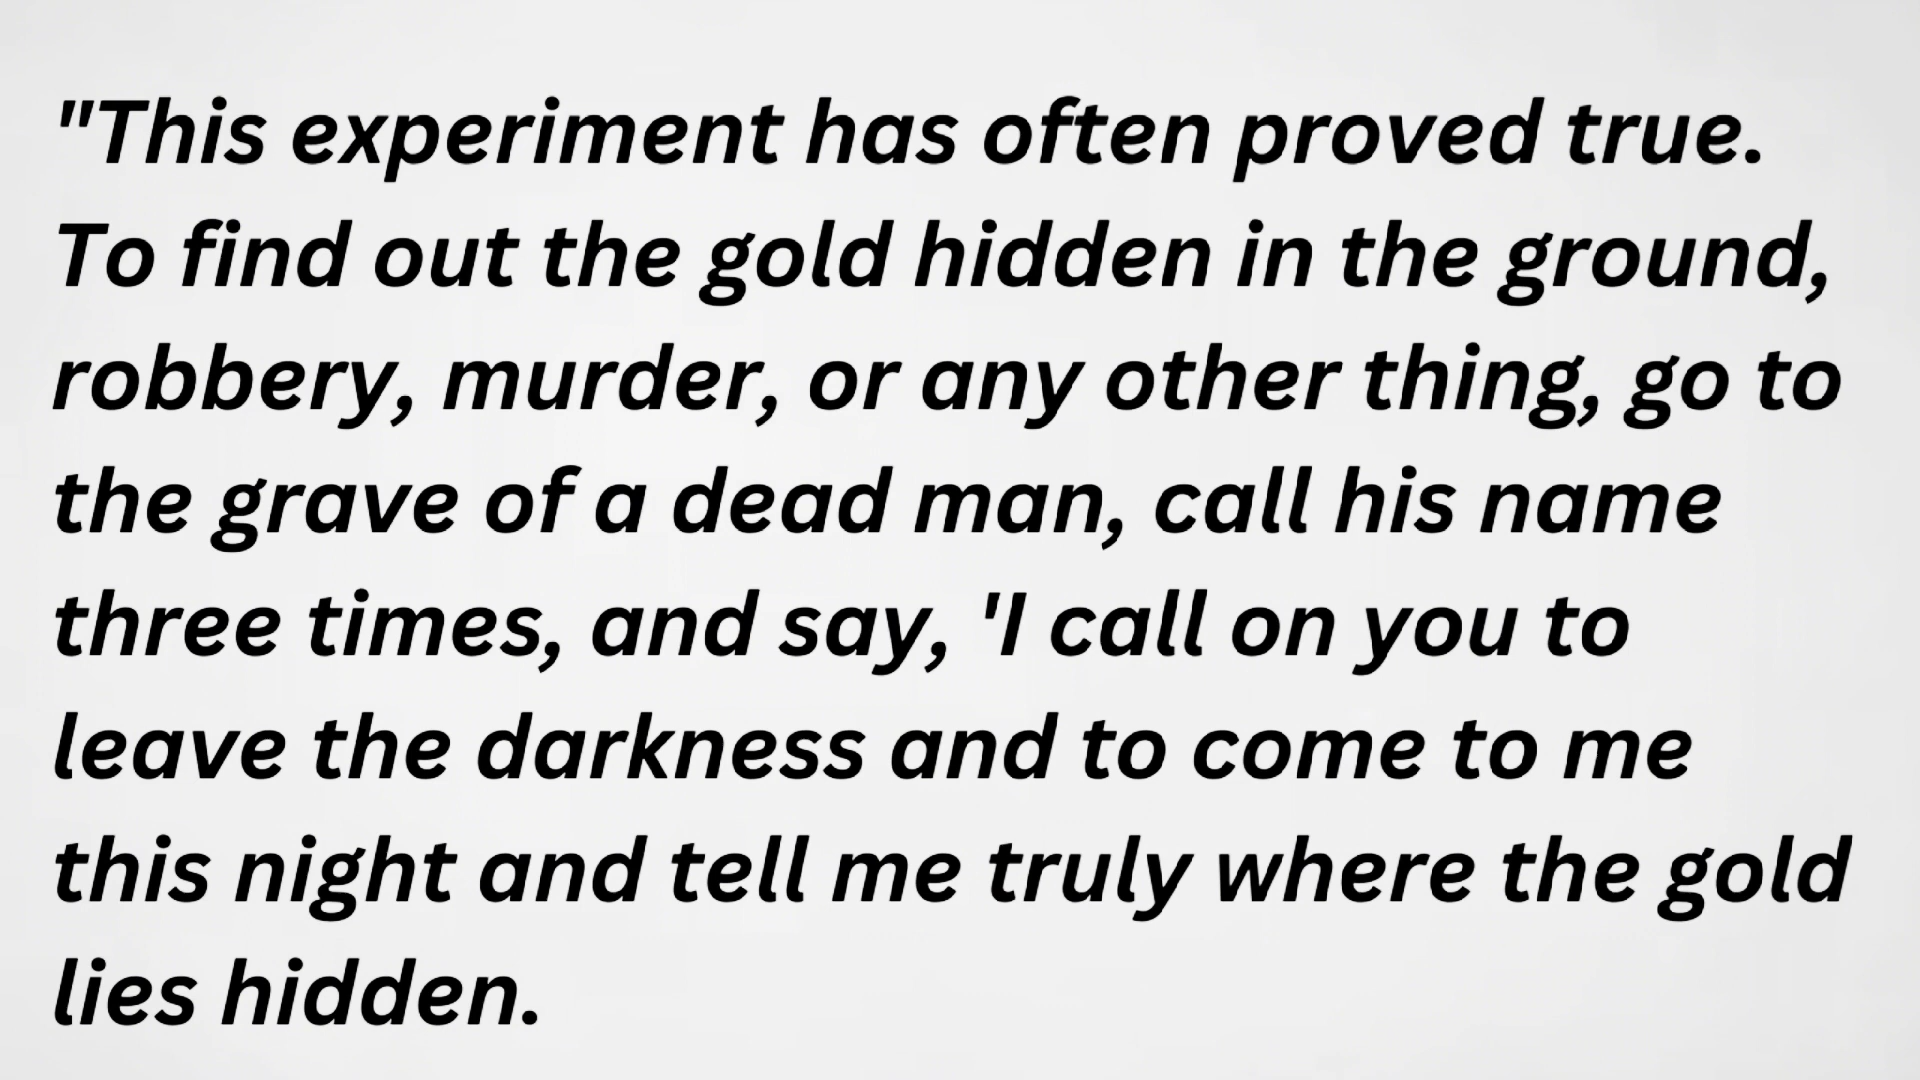 "This experiment has often proved true.
To find out the gold hidden in the ground,
robbery, murder, or any other thing, go to
the grave of a dead man, call his name
three times, and say, 'I call on you to
leave the darkness and to come to me
this night and tell me truly where the gold
lies hidden.